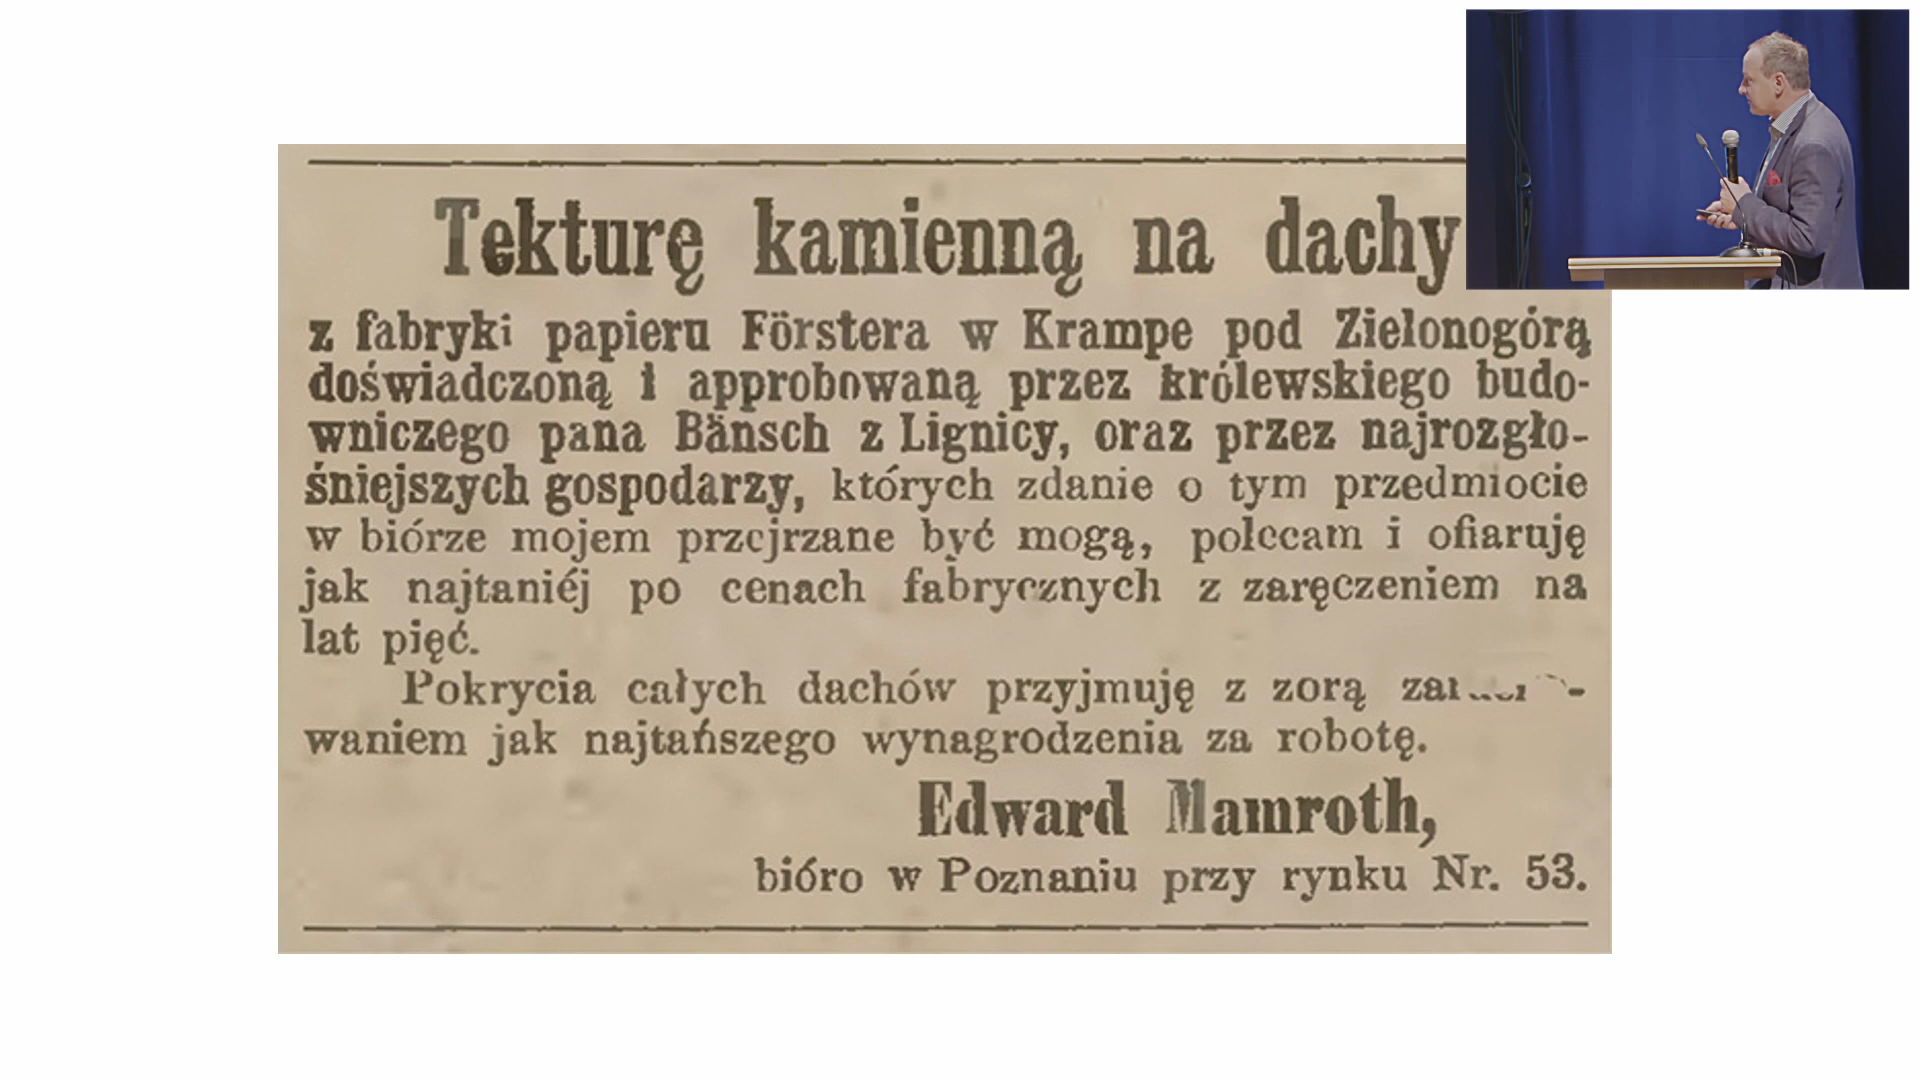 Tekturę kamienną na dachy
z fabryki papieru Förstera w Krampe pod Zielonogórą
doświadczoną i approbowaną przez królewskiego budo-
wniczego pana Bänsch z Lignicy, oraz przez najrozgło-
śniejszych gospodarzy, których zdanie o tym przedmiocie
w biórze mojem przejrzane być mogą, polecam i ofiaruję
jak najtaniéj po cenach fabrycznych z zaręczeniem na
lat pięć.
Pokrycia całych dachów przyjmuję z zorą
waniem jak najtańszego wynagrodzenia za robotę.
Edward Mamroth,
bióro w Poznaniu przy rynku Nr. 53.